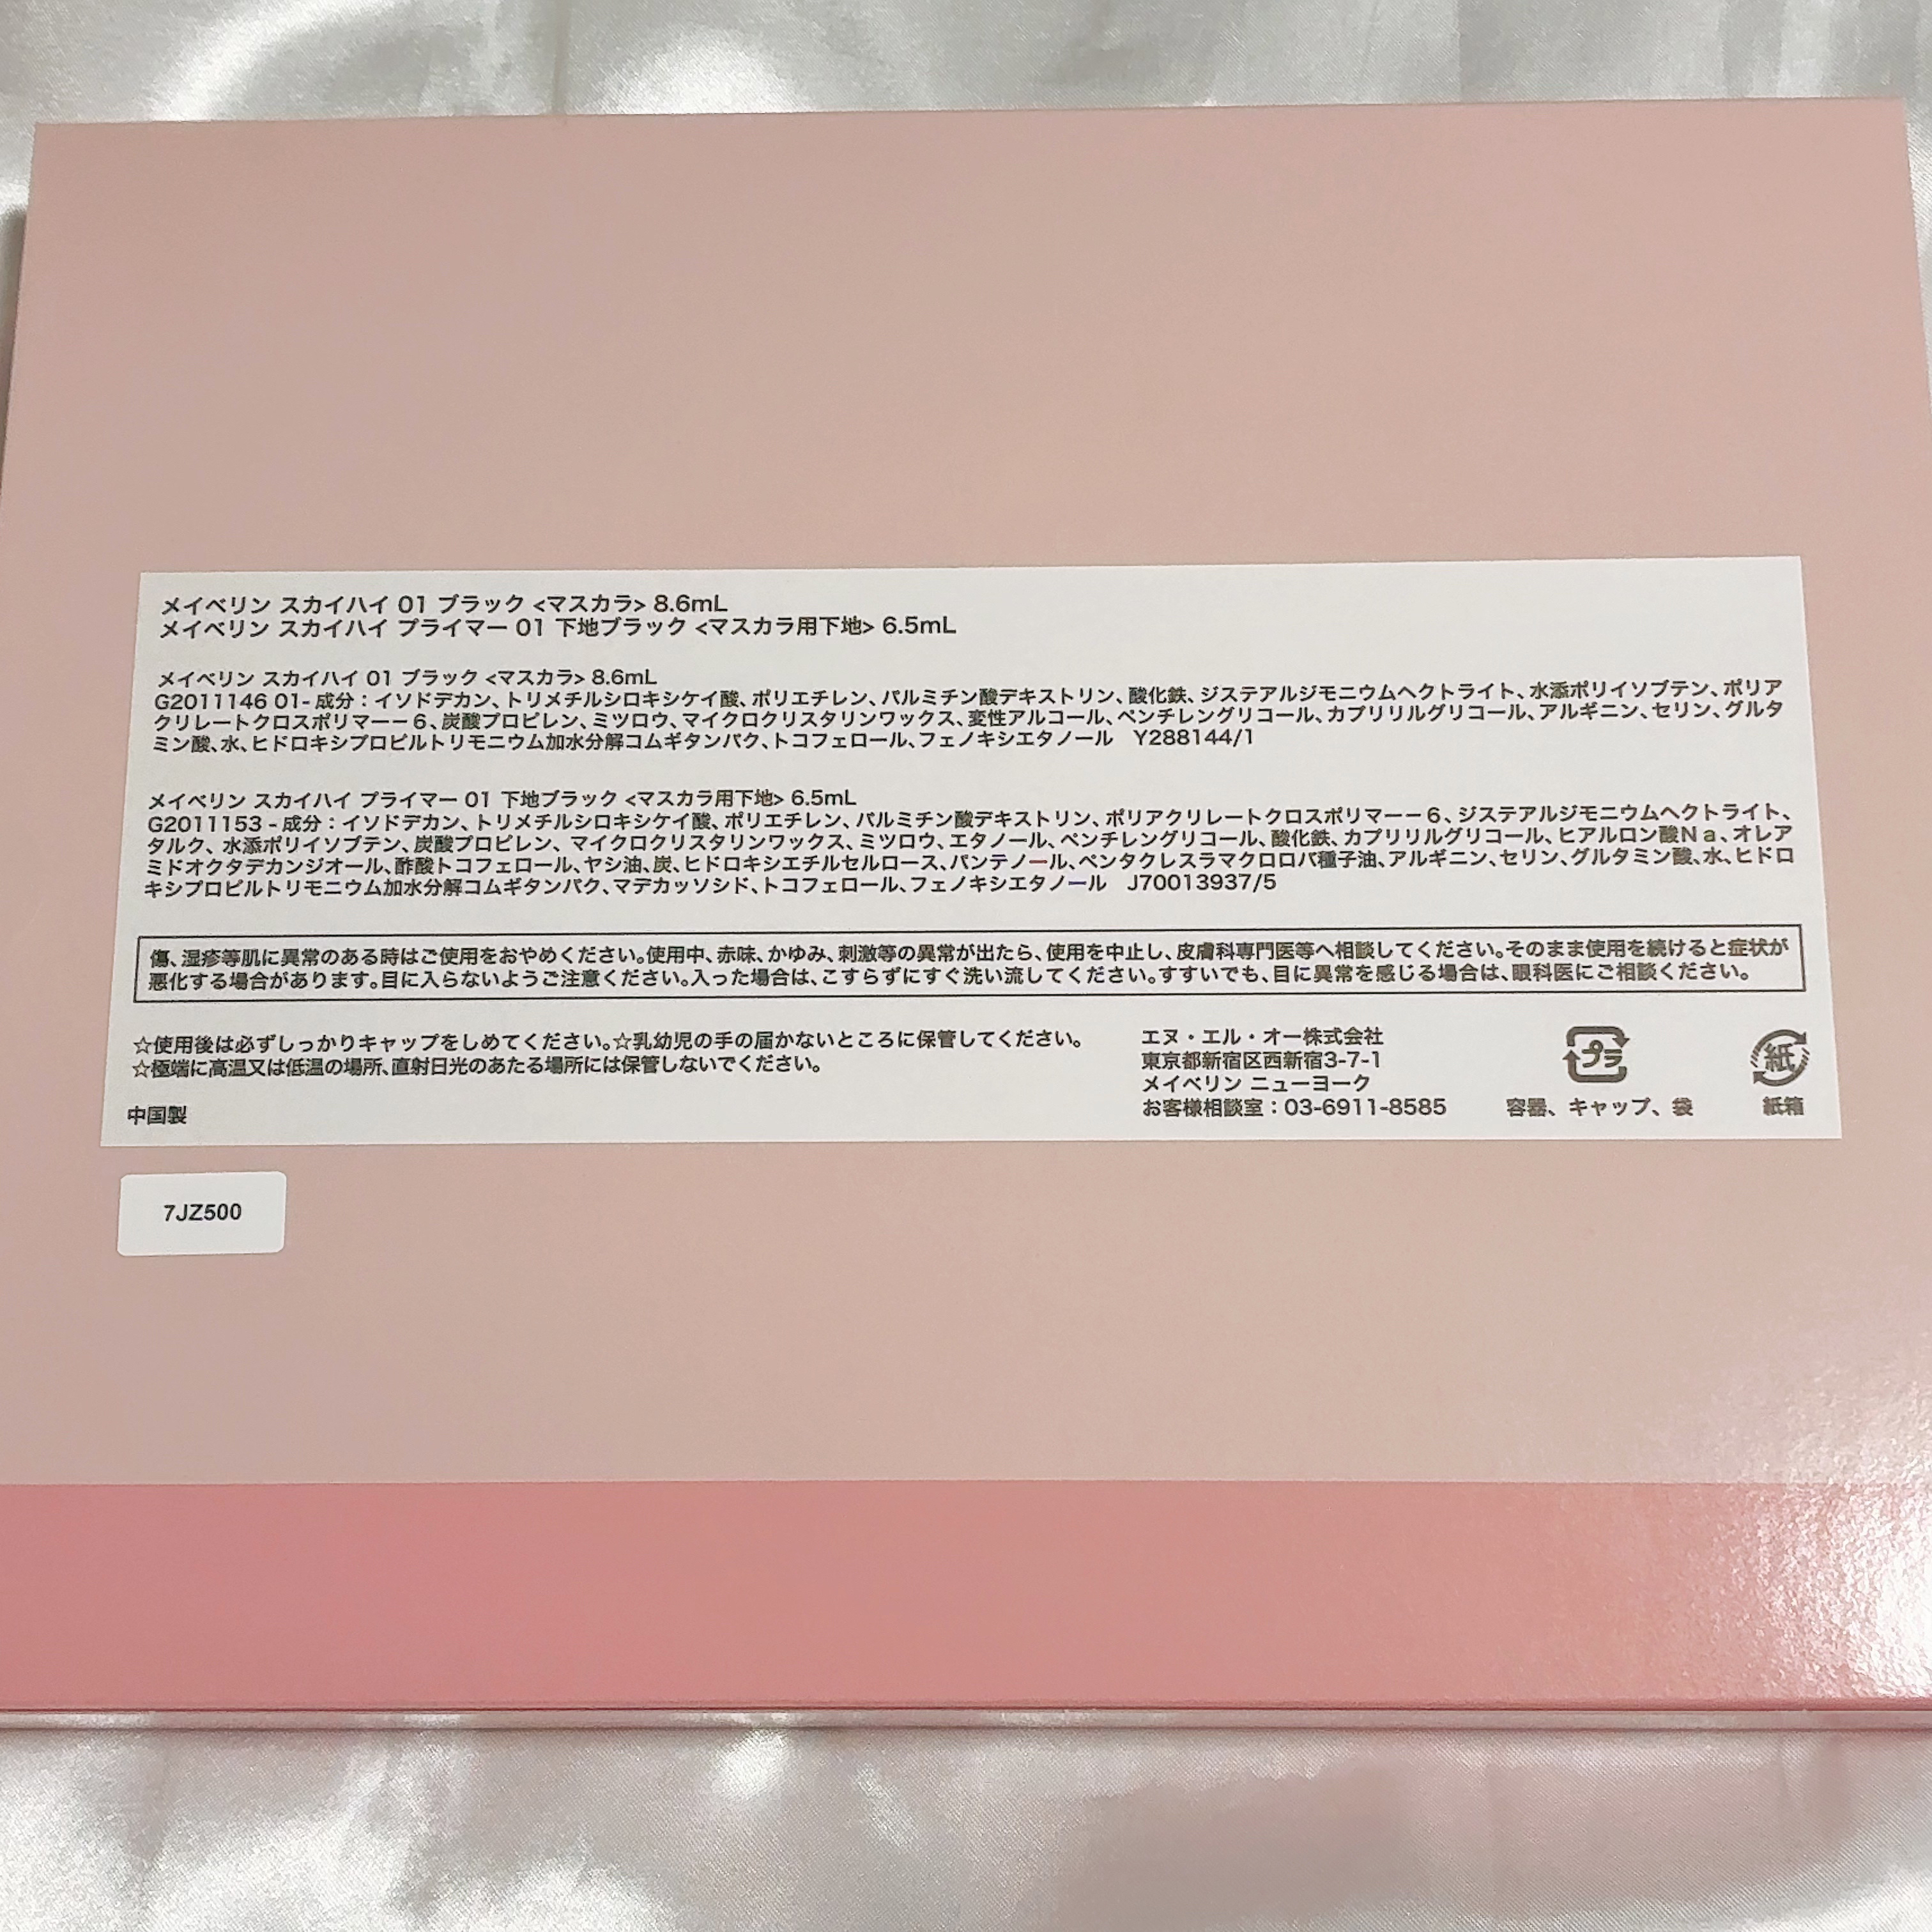 メイベリン スカイハイ 01 ブラック <マスカラ> 8.6mL
メイベリン スカイハイ プライマー 01 下地ブラック <マスカラ用下地> 6.5mL
メイベリン スカイハイ 01 ブラック <マスカラ> 8.6mL
G2011146 01- 成分：イソドデカン、トリメチルシロキシケイ酸、ポリエチレン、パルミチン酸デキストリン、酸化鉄、ジステアルジモニウムヘクトライト、水添ポリイソブテン、ポリア
クリレートクロスポリマー－６、炭酸プロピレン、ミツロウ、マイクロクリスタリンワックス、変性アルコール、ペンチレングリコール、カプリリルグリコール、アルギニン、セリン、グルタ
ミン酸、水、ヒドロキシプロピルトリモニウム加水分解コムギタンパク、トコフェロール、フェノキシエタノール　Y288144/1
メイベリン スカイハイ プライマー 01 下地ブラック <マスカラ用下地> 6.5mL
G2011153 - 成分：イソドデカン、トリメチルシロキシケイ酸、ポリエチレン、パルミチン酸デキストリン、ポリアクリレートクロスポリマー－６、ジステアルジモニウムヘクトライト、
タルク、水添ポリイソブテン、炭酸プロピレン、マイクロクリスタリンワックス、ミツロウ、エタノール、ペンチレングリコール、酸化鉄、カプリリルグリコール、ヒアルロン酸Ｎａ、オレア
ミドオクタデカンジオール、酢酸トコフェロール、ヤシ油、炭、ヒドロキシエチルセルロース、パンテノール、ペンタクレスラマクロロバ種子油、アルギニン、セリン、グルタミン酸、水、ヒドロ
キシプロピルトリモニウム加水分解コムギタンパク、マデカッソシド、トコフェロール、フェノキシエタノール　J70013937/5
傷、湿疹等肌に異常のある時はご使用をおやめください。使用中、赤味、かゆみ、刺激等の異常が出たら、使用を中止し、皮膚科専門医等へ相談してください。そのまま使用を続けると症状が
悪化する場合があります。目に入らないようご注意ください。入った場合は、こすらずにすぐ洗い流してください。すすいでも、目に異常を感じる場合は、眼科医にご相談ください。
☆使用後は必ずしっかりキャップをしめてください。☆乳幼児の手の届かないところに保管してください。
☆極端に高温又は低温の場所、直射日光のあたる場所には保管しないでください。
中国製
エヌ・エル・オー株式会社
東京都新宿区西新宿3-7-1
メイベリン ニューヨーク
お客様相談室：03-6911-8585
プラ
容器、キャップ、袋
紙
紙箱
7JZ500